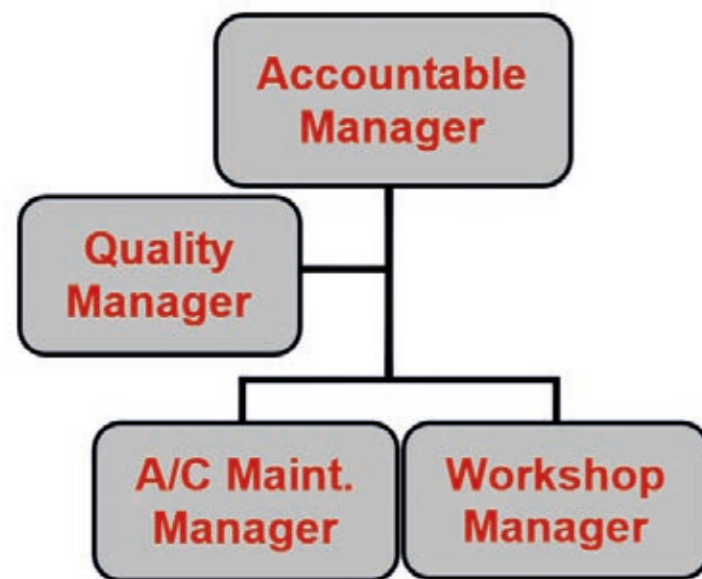 Accountable
Manager
Quality
Manager
A/C Maint.
Manager
Workshop
Manager